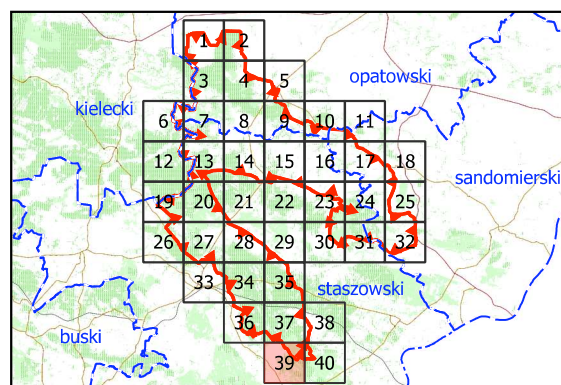 1 2
3 4 5
opatowski
kielecki
6 7 8 9 10 11
12 13 14 15 16 17 18
sandomierski
19 20 21 22 23 24 25
26 27 28 29 30 31 32
33 34 35
staszowski
36 37 38
buski
39 40